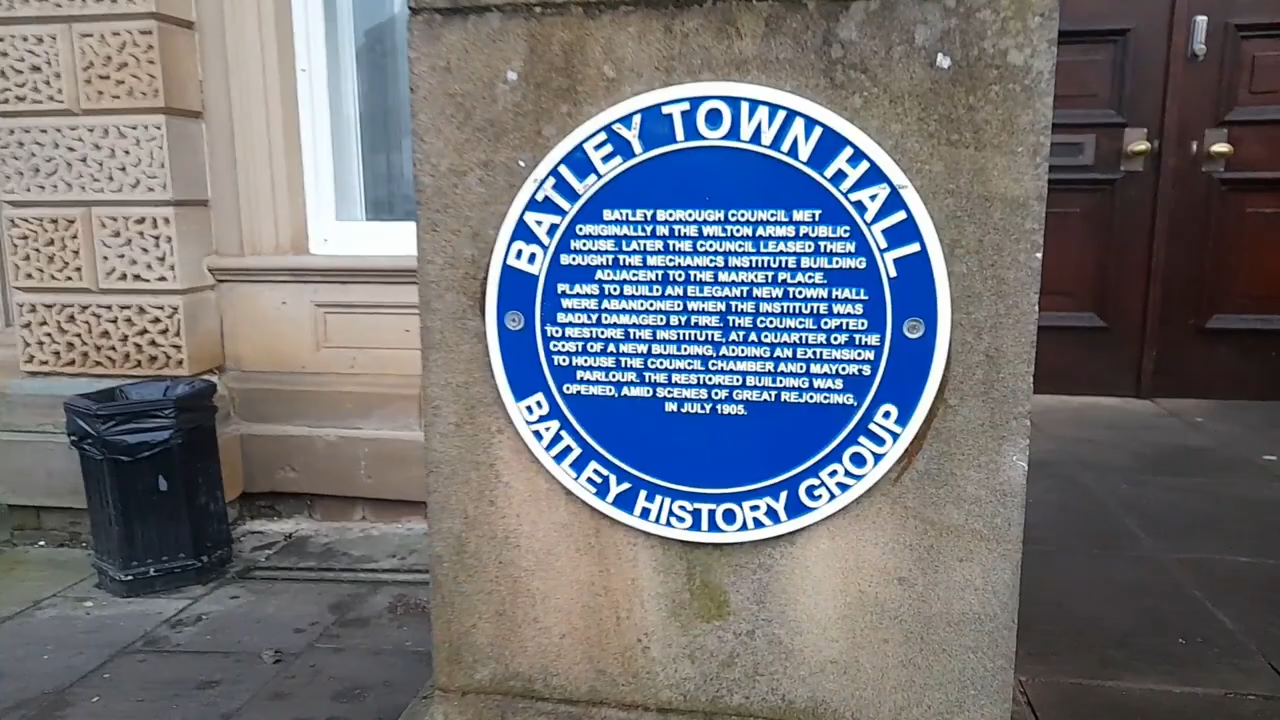 BATLEY TOWN HALL
BATLEY BOROUGH COUNCIL MET
ORIGINALLY IN THE WILTON ARMS PUBLIC
HOUSE. LATER THE COUNCIL LEASED THEN
BOUGHT THE MECHANICS INSTITUTE BUILDING
ADJACENT TO THE MARKET PLACE.
PLANS TO BUILD AN ELEGANT NEW TOWN HALL
WERE ABANDONED WHEN THE INSTITUTE WAS
BADLY DAMAGED BY FIRE. THE COUNCIL OPTED
TO RESTORE THE INSTITUTE, AT A QUARTER OF THE
COST OF A NEW BUILDING, ADDING AN EXTENSION
TO HOUSE THE COUNCIL CHAMBER AND MAYOR'S
PARLOUR. THE RESTORED BUILDING WAS
OPENED, AMID SCENES OF GREAT REJOICING,
IN JULY 1905.
BATLEY HISTORY GROUP